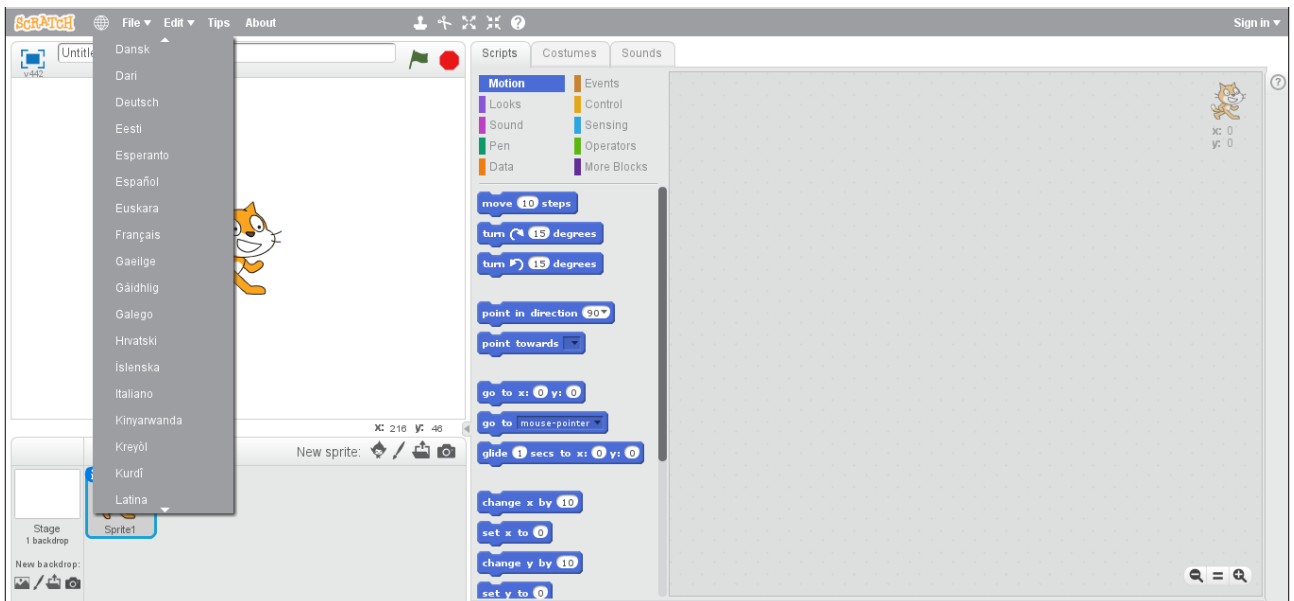 SCRATCH File Edit Tips About Sign in
v442
Dansk
Dari
Deutsch
Eesti
Esperanto
Español
Euskara
Français
Gaeilge
Gáidhlig
Galego
Hrvatski
Íslenska
Italiano
Kinyarwanda
Kreyòl
Kurdî
Latina
Untitl
x: 216 y: 46
New sprite:
Sprite1
Stage
1 backdrop
New backdrop:
Scripts Costumes Sounds
Motion Events
Looks Control
Sound Sensing
Pen Operators
Data More Blocks
move 10 steps
turn 15 degrees
turn 15 degrees
point in direction 90
point towards
go to x: 0 y: 0
go to mouse-pointer
glide 1 secs to x: 0 y: 0
change x by 10
set x to 0
change y by 10
set y to 0
x: 0
y: 0